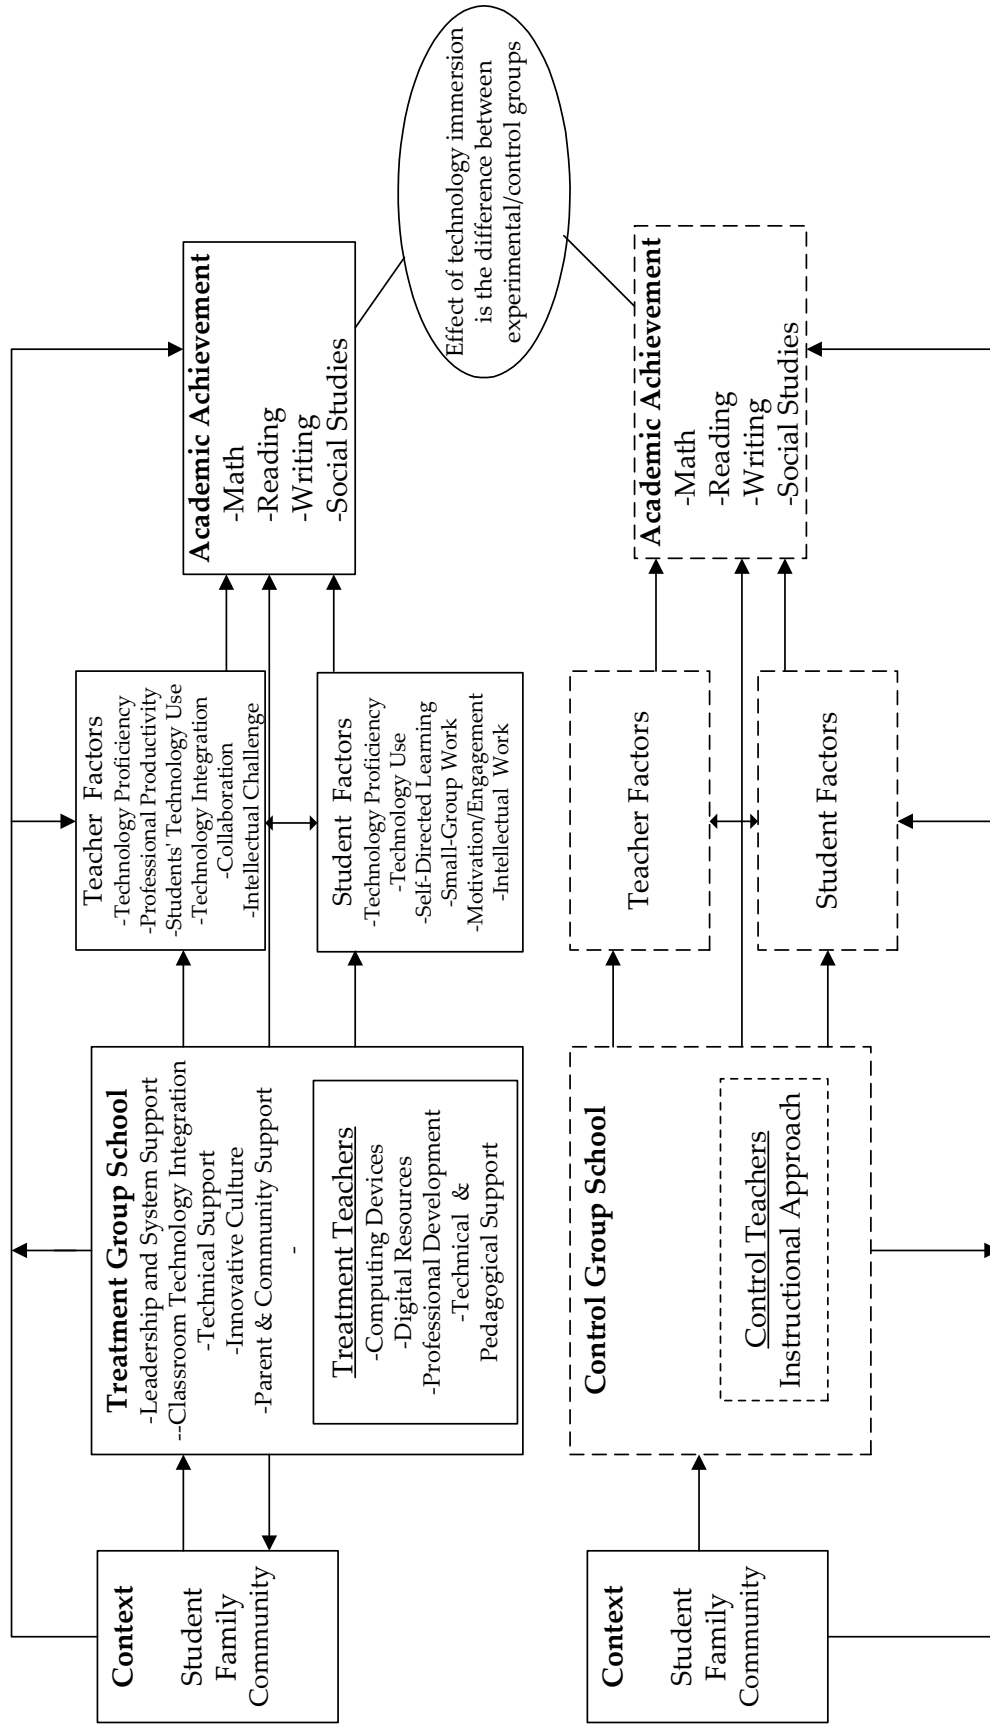 Context
Student
Family
Community
Treatment Group School
-Leadership and System Support
--Classroom Technology Integration
-Technical Support
-Innovative Culture
-Parent & Community Support
-
Treatment Teachers
-Computing Devices
-Digital Resources
-Professional Development
-Technical &
Pedagogical Support
Teacher Factors
-Technology Proficiency
-Professional Productivity
-Students' Technology Use
-Technology Integration
-Collaboration
-Intellectual Challenge
Student Factors
-Technology Proficiency
-Technology Use
-Self-Directed Learning
-Small-Group Work
-Motivation/Engagement
-Intellectual Work
Academic Achievement
-Math
-Reading
-Writing
-Social Studies
Effect of technology immersion
is the difference between
experimental/control groups
Context
Student
Family
Community
Control Group School
Control Teachers
Instructional Approach
Teacher Factors
Student Factors
Academic Achievement
-Math
-Reading
-Writing
-Social Studies